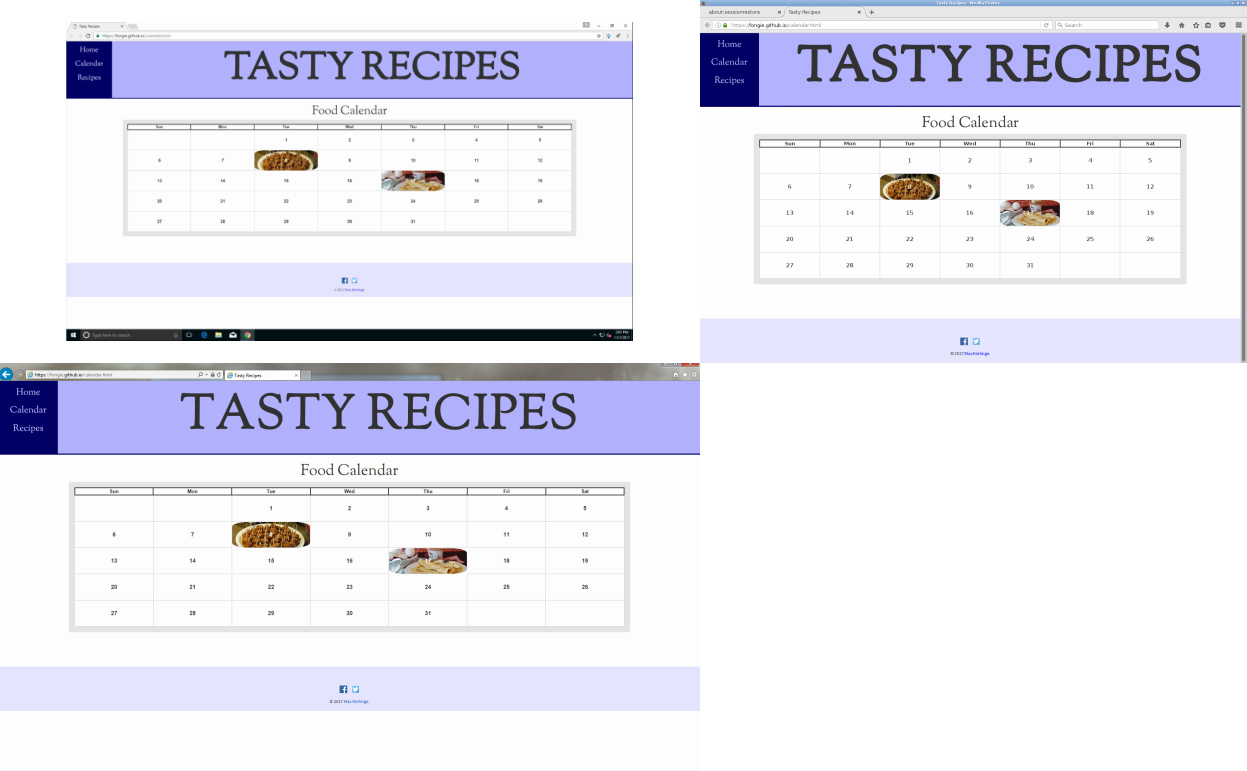 Tasty Recipes
https://fongie.github.io/calendar.html
Home
Calendar
Recipes
TASTY RECIPES
Food Calendar
Sun Mon Tue Wed Thu Fri Sat
1 2 3 4 5
6 7 8 9 10 11 12
13 14 15 16 18 19
20 21 22 23 24 25 26
27 28 29 30 31
© 2017 Max Körlinge.
Type here to search
3:01 PM
Tasty Recipes - Mozilla Firefox
about:sessionrestore
Tasty Recipes
https://fongie.github.io/calendar.html
Search
Home
Calendar
Recipes
TASTY RECIPES
Food Calendar
Sun Mon Tue Wed Thu Fri Sat
1 2 3 4 5
6 7 8 9 10 11 12
13 14 15 16 18 19
20 21 22 23 24 25 26
27 28 29 30 31
© 2017 Max Körlinge.
https://fongie.github.io/calendar.html
Tasty Recipes
Home
Calendar
Recipes
TASTY RECIPES
Food Calendar
Sun Mon Tue Wed Thu Fri Sat
1 2 3 4 5
6 7 9 10 11 12
13 14 15 16 18 19
20 21 22 23 24 25 26
27 28 29 30 31
© 2017 Max Körlinge.